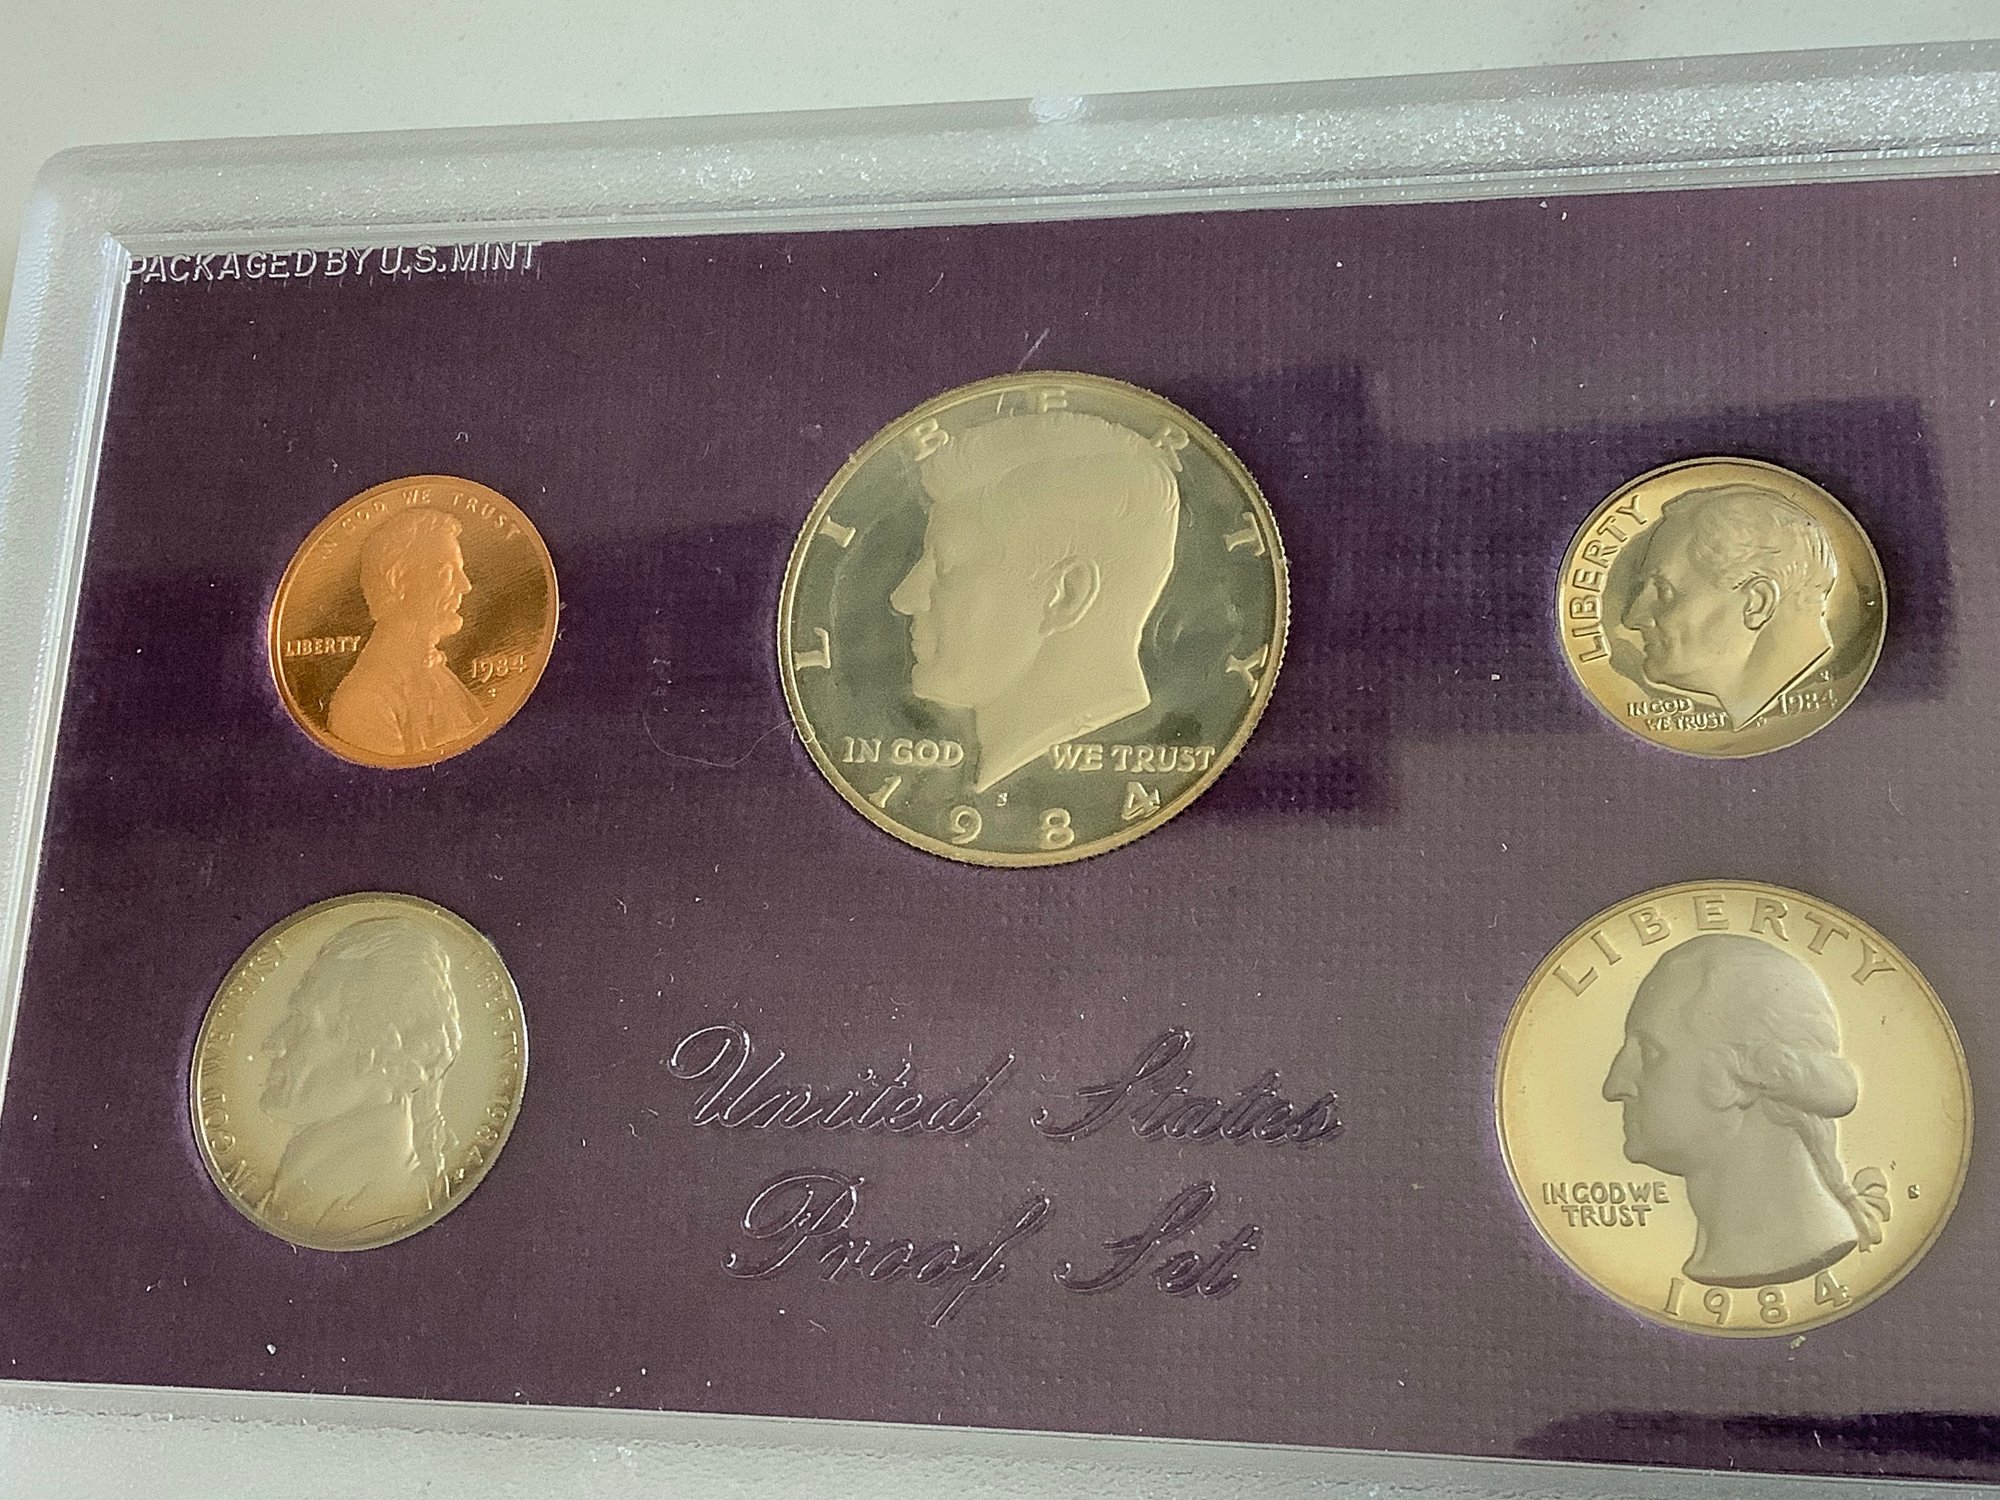 PACKAGED BY U.S. MINT
IN GOD WE TRUST
LIBERTY
1984
S
LIBERTY
IN GOD WE TRUST
S
1984
LIBERTY
IN GOD
WE TRUST
S
1984
IN GOD WE TRUST
LIBERTY 1984
United States
Proof Set
LIBERTY
IN GOD WE
TRUST
S
1984